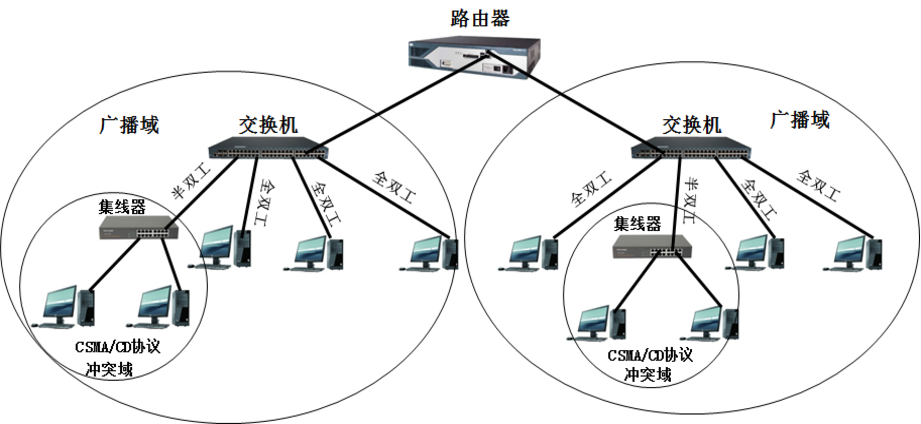 路由器
广播域
交换机
交换机
广播域
半双工
全双工
全双工
全双工
全双工
半双工
全双工
全双工
集线器
集线器
CSMA/CD协议
冲突域
CSMA/CD协议
冲突域